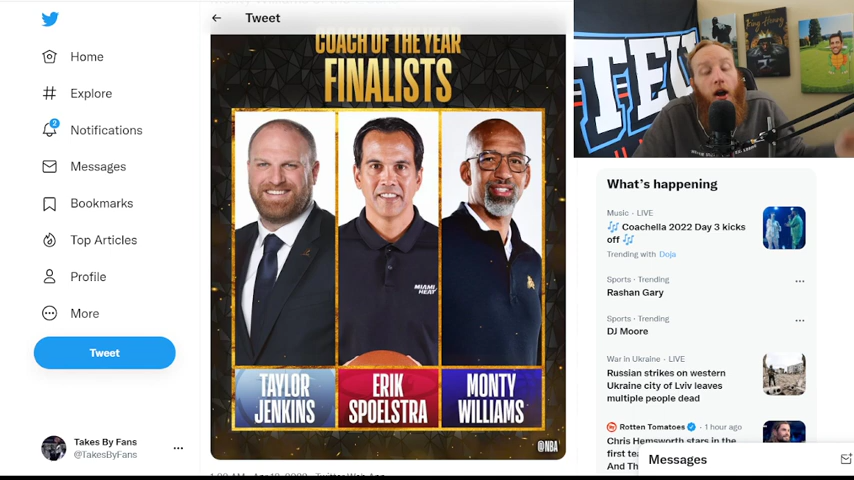 Tweet
COACH OF THE YEAR
FINALISTS
MIAMI
HEAT
TAYLOR
JENKINS
ERIK
SPOELSTRA
MONTY
WILLIAMS
@NBA
Home
Explore
2
Notifications
Messages
Bookmarks
Top Articles
Profile
More
Tweet
Takes By Fans
@TakesByFans
What's happening
Music · LIVE
Coachella 2022 Day 3 kicks
off
Trending with Doja
Sports · Trending
Rashan Gary
Sports · Trending
DJ Moore
War in Ukraine · LIVE
Russian strikes on western
Ukraine city of Lviv leaves
multiple people dead
Rotten Tomatoes · 1 hour ago
Chris Hemsworth stars in the
Messages